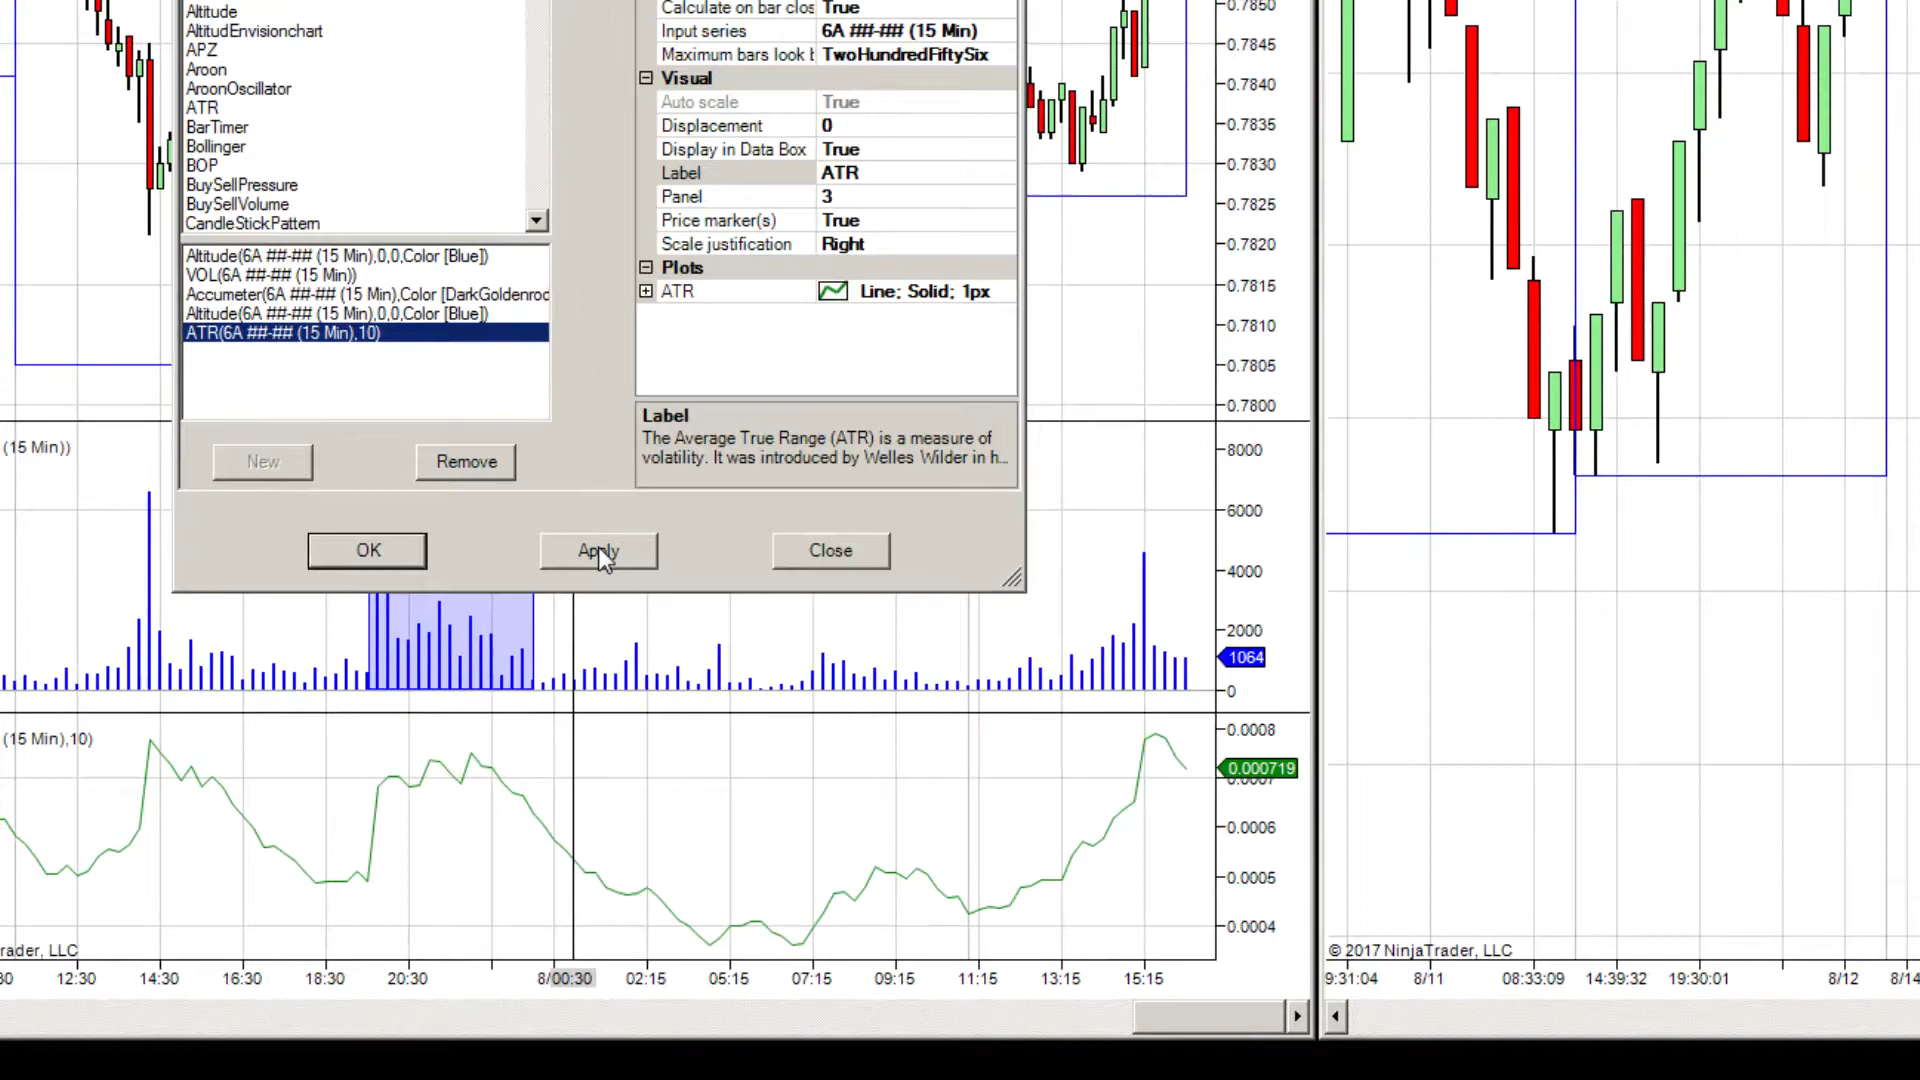 Altitude
AltitudEnvisionchart
APZ
Aroon
AroonOscillator
ATR
BarTimer
Bollinger
BOP
BuySellPressure
BuySellVolume
CandleStickPattern
Altitude(6A ##-## (15 Min),0,0,Color [Blue])
VOL(6A ##-## (15 Min))
Accumeter(6A ##-## (15 Min),Color [DarkGoldenrod
Altitude(6A ##-## (15 Min),0,0,Color [Blue])
ATR(6A ##-## (15 Min),10)
New
Remove
Calculate on bar clos True
Input series 6A ##-## (15 Min)
Maximum bars look b TwoHundredFiftySix
Visual
Auto scale True
Displacement 0
Display in Data Box True
Label ATR
Panel 3
Price marker(s) True
Scale justification Right
Plots
ATR Line; Solid; 1px
Label
The Average True Range (ATR) is a measure of
volatility. It was introduced by Welles Wilder in h...
OK
Apply
Close
0.7850
0.7845
0.7840
0.7835
0.7830
0.7825
0.7820
0.7815
0.7810
0.7805
0.7800
(15 Min))
8000
6000
4000
2000
1064
0
(15 Min),10)
0.0008
0.000719
0.0007
0.0006
0.0005
0.0004
rader, LLC
30 12:30 14:30 16:30 18:30 20:30 8/00:30 02:15 05:15 07:15 09:15 11:15 13:15 15:15
© 2017 NinjaTrader, LLC
9:31:04 8/11 08:33:09 14:39:32 19:30:01 8/12 8/14